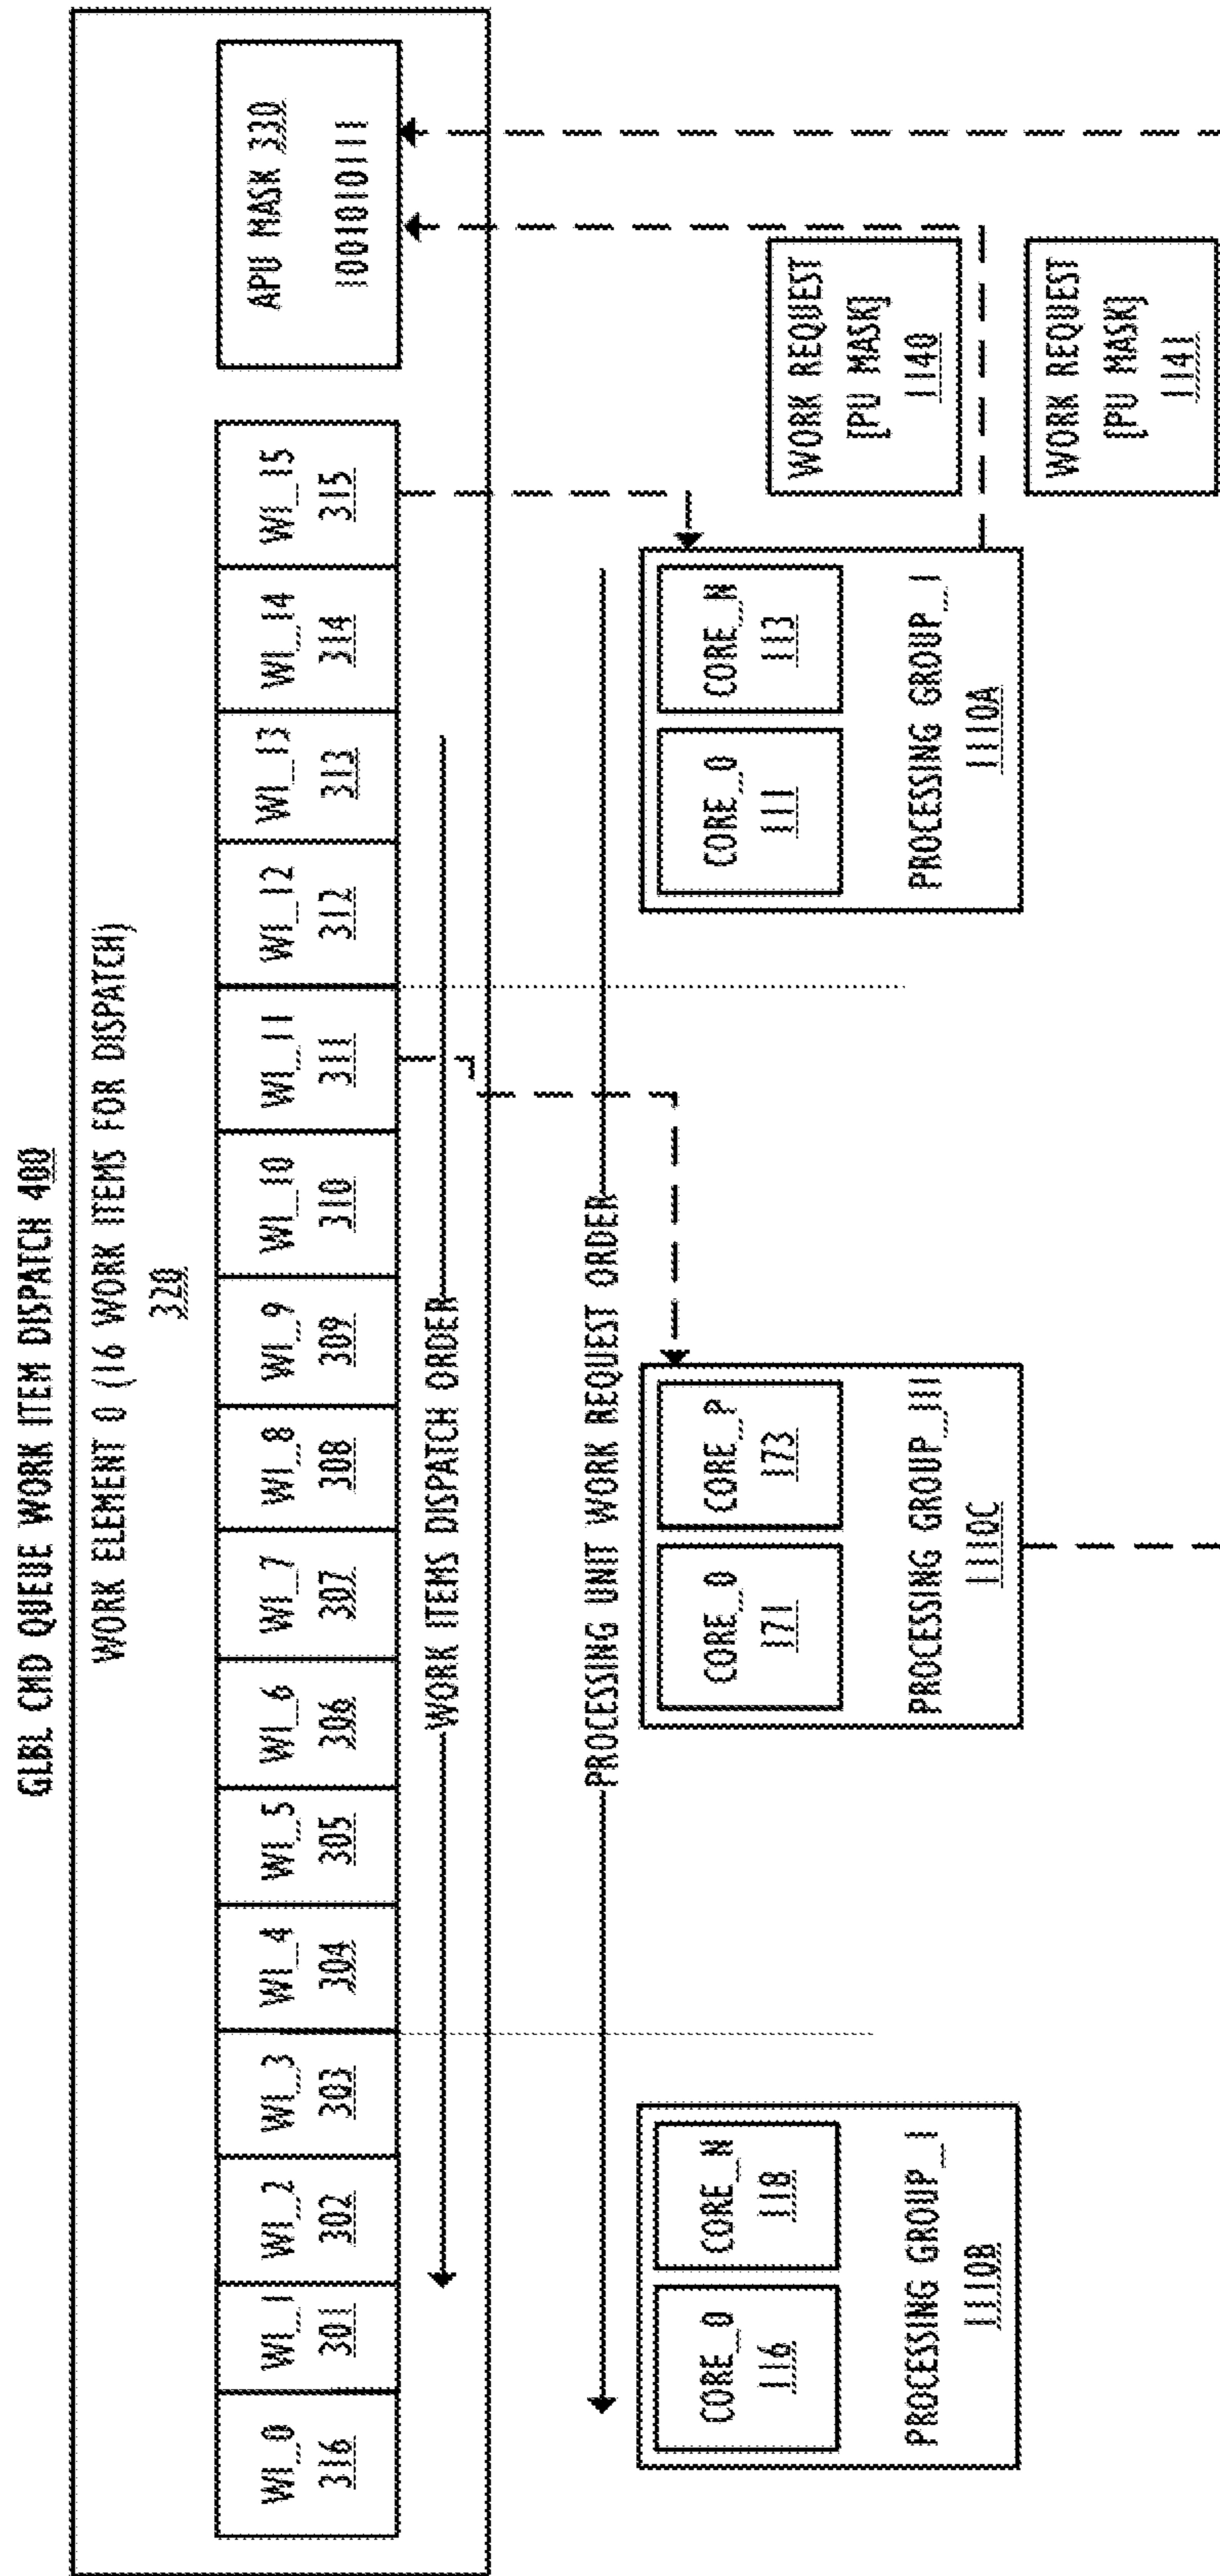 GLBL CMD QUEUE WORK ITEM DISPATCH 400
WORK ELEMENT 0 (16 WORK ITEMS FOR DISPATCH)
320
WI_0
316
WI_1
301
WI_2
302
WI_3
303
WI_4
304
WI_5
305
WI_6
306
WI_7
307
WI_8
308
WI_9
309
WI_10
310
WI_11
311
WI_12
312
WI_13
313
WI_14
314
WI_15
315
APU MASK 330
1001010111
WORK ITEMS DISPATCH ORDER
PROCESSING UNIT WORK REQUEST ORDER
CORE_0
116
CORE_N
118
PROCESSING GROUP_I
1110B
CORE_0
171
CORE_P
173
PROCESSING GROUP_III
1110C
CORE_0
111
CORE_N
113
PROCESSING GROUP_I
1110A
WORK REQUEST
[PU MASK]
1140
WORK REQUEST
[PU MASK]
1141